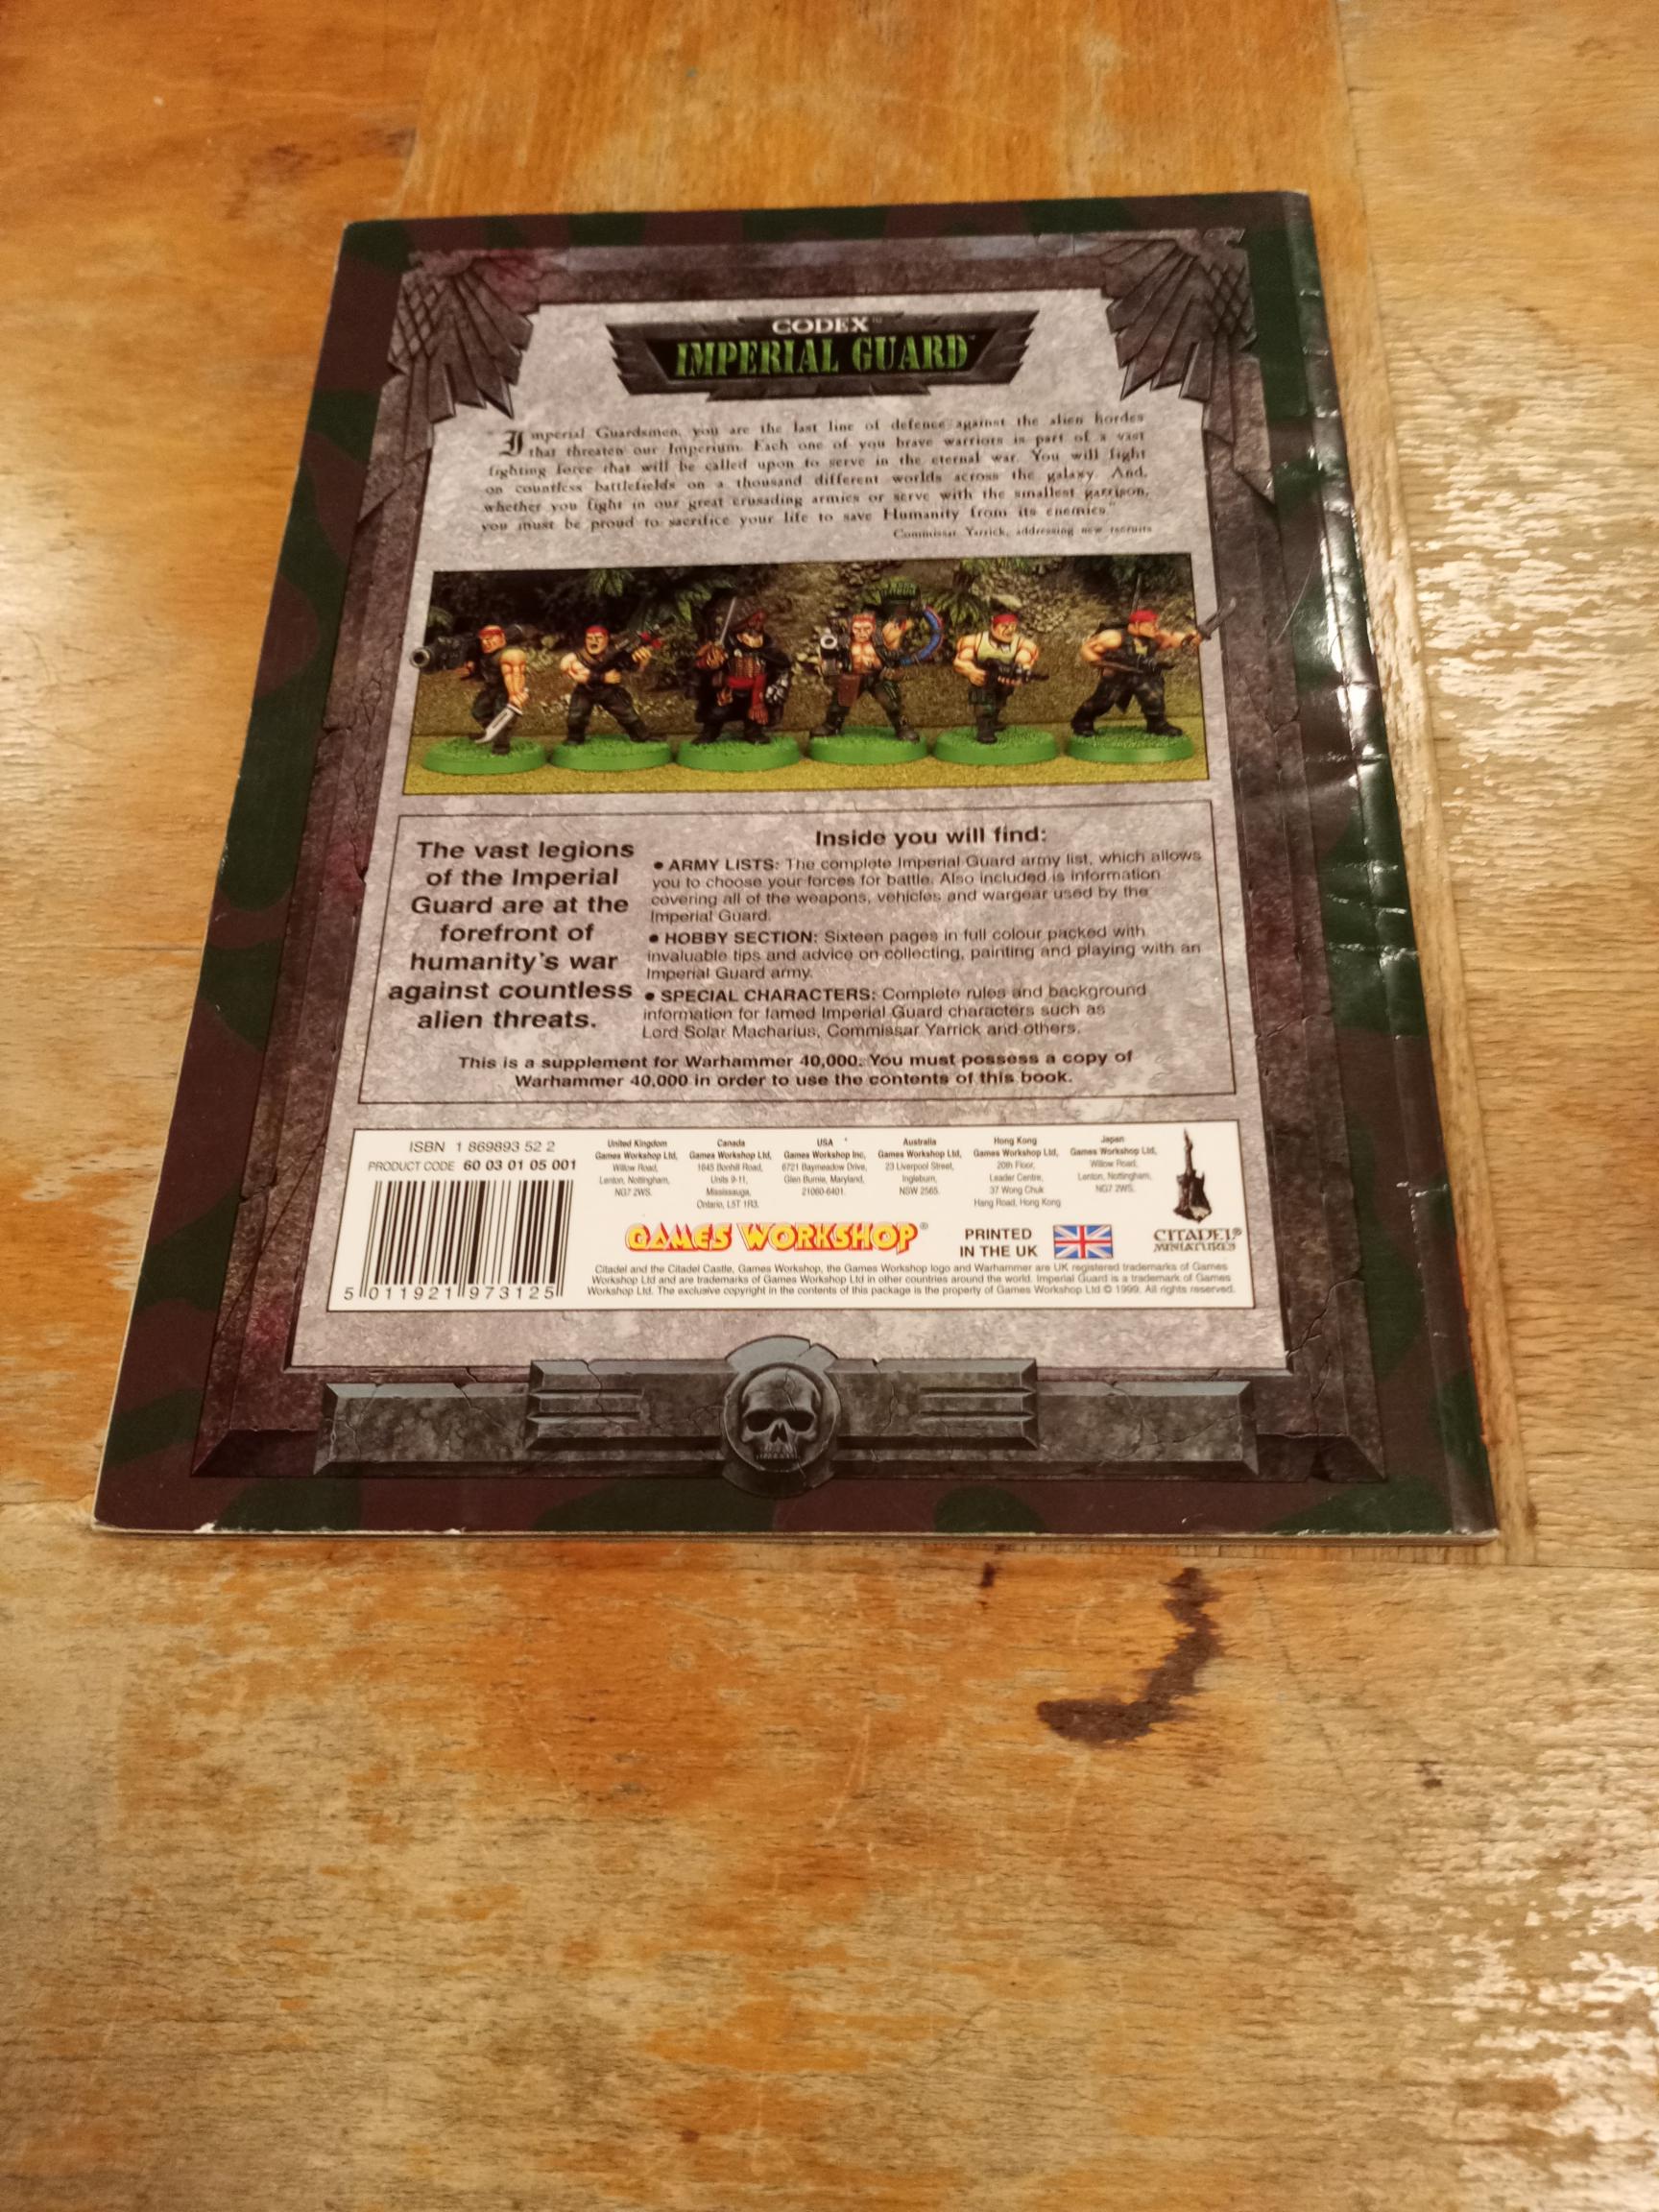 CODEX™
IMPERIAL GUARD™
"Imperial Guardsmen, you are the last line of defence against the alien hordes
that threaten our Imperium. Each one of you brave warriors is part of a vast
fighting force that will be called upon to serve in the eternal war. You will fight
on countless battlefields on a thousand different worlds across the galaxy. And,
whether you fight in our great crusading armies or serve with the smallest garrison,
you must be proud to sacrifice your life to save Humanity from its enemies."
Commissar Yarrick, addressing new recruits
The vast legions
of the Imperial
Guard are at the
forefront of
humanity's war
against countless
alien threats.
Inside you will find:
● ARMY LISTS: The complete Imperial Guard army list, which allows
you to choose your forces for battle. Also included is information
covering all of the weapons, vehicles and wargear used by the
Imperial Guard.
● HOBBY SECTION: Sixteen pages in full colour packed with
invaluable tips and advice on collecting, painting and playing with an
Imperial Guard army.
● SPECIAL CHARACTERS: Complete rules and background
information for famed Imperial Guard characters such as
Lord Solar Macharius, Commissar Yarrick and others.
This is a supplement for Warhammer 40,000. You must possess a copy of
Warhammer 40,000 in order to use the contents of this book.
ISBN 1 869893 52 2
PRODUCT CODE 60 03 01 05 001
5 011921 973125
United Kingdom
Games Workshop Ltd,
Willow Road,
Lenton, Nottingham,
NG7 2WS.
Canada
Games Workshop Ltd,
1645 Bonhill Road,
Units 9-11,
Mississauga,
Ontario, L5T 1R3.
USA
Games Workshop Inc,
6721 Baymeadow Drive,
Glen Burnie, Maryland,
21060-6401.
Australia
Games Workshop Ltd,
23 Liverpool Street,
Ingleburn,
NSW 2565.
Hong Kong
Games Workshop Ltd,
20th Floor,
Leader Centre,
37 Wong Chuk
Hang Road, Hong Kong
Japan
Games Workshop Ltd,
Willow Road,
Lenton, Nottingham,
NG7 2WS.
GAMES WORKSHOP®
PRINTED
IN THE UK
CITADEL®
MINIATURES
Citadel and the Citadel Castle, Games Workshop, the Games Workshop logo and Warhammer are UK registered trademarks of Games
Workshop Ltd and are trademarks of Games Workshop Ltd in other countries around the world. Imperial Guard is a trademark of Games
Workshop Ltd. The exclusive copyright in the contents of this package is the property of Games Workshop Ltd © 1999. All rights reserved.